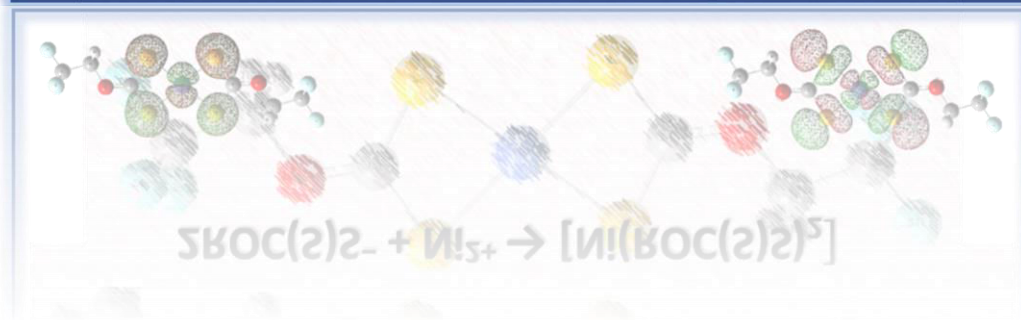 2ROC(S)S⁻ + Ni²⁺ → [Ni(ROC(S)S)₂]